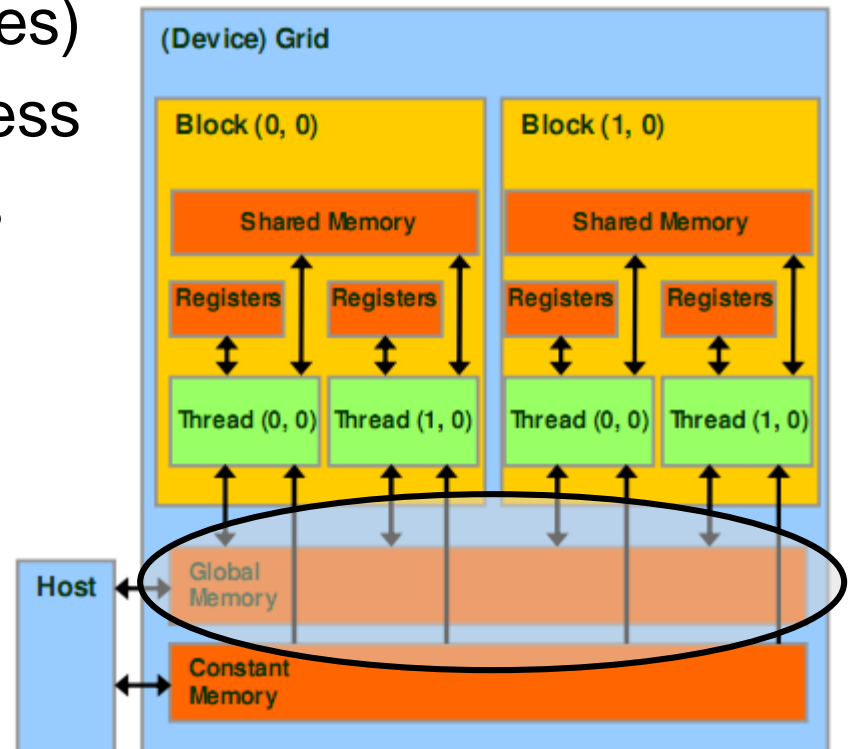 es)
ess
(Device) Grid
Block (0, 0)
Block (1, 0)
Shared Memory
Shared Memory
Registers
Registers
Registers
Registers
Thread (0, 0)
Thread (1, 0)
Thread (0, 0)
Thread (1, 0)
Host
Global
Memory
Constant
Memory